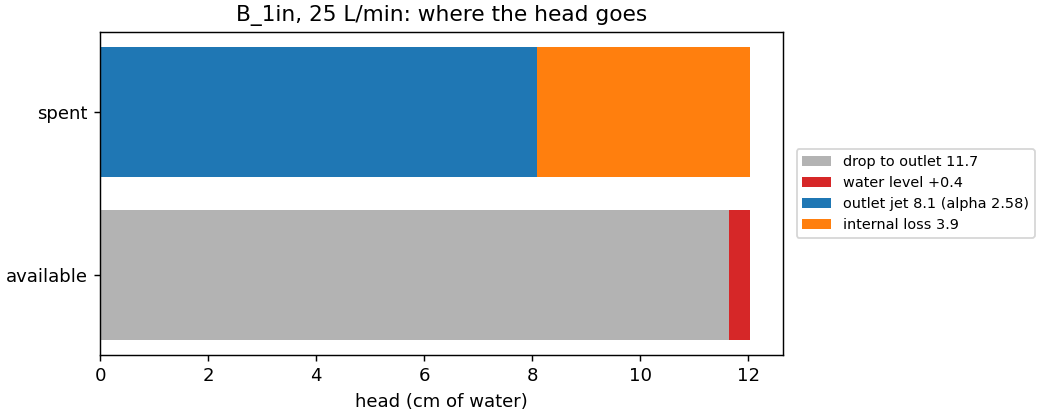 B_1in, 25 L/min: where the head goes
spent
available
0 2 4 6 8 10 12
head (cm of water)
drop to outlet 11.7
water level +0.4
outlet jet 8.1 (alpha 2.58)
internal loss 3.9